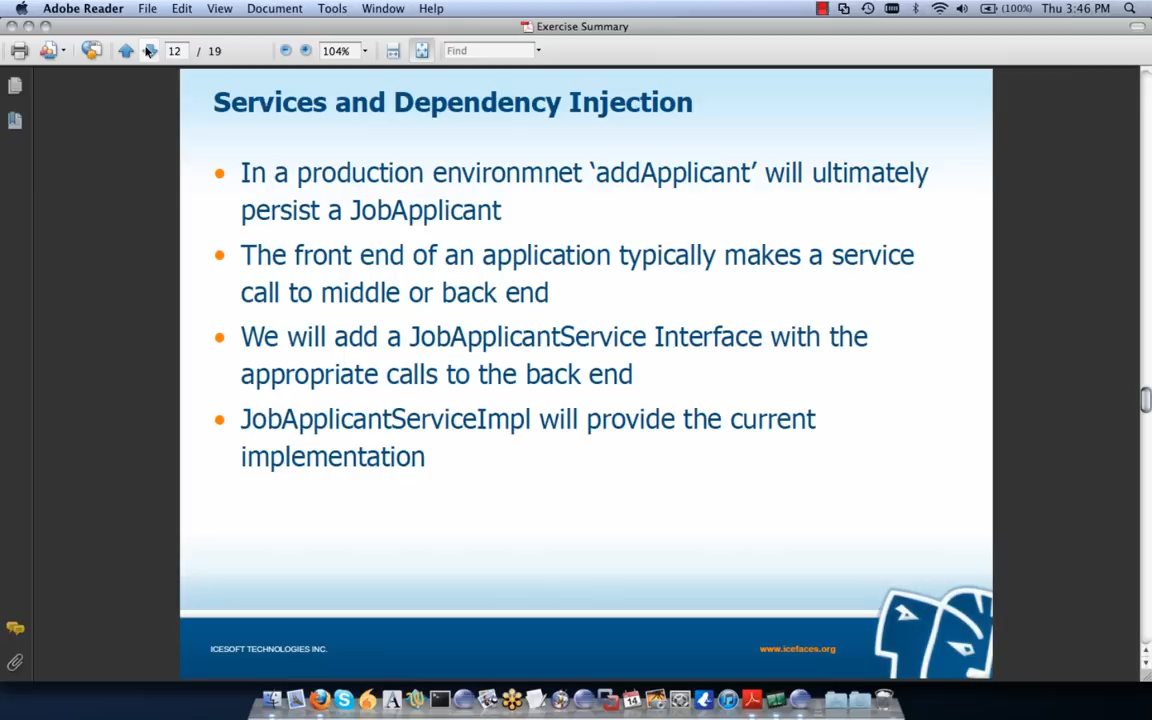 Adobe Reader File Edit View Document Tools Window Help (100%) Thu 3:46 PM
Exercise Summary
12 / 19 104% Find
Services and Dependency Injection
• In a production environmnet ‘addApplicant’ will ultimately
persist a JobApplicant
• The front end of an application typically makes a service
call to middle or back end
• We will add a JobApplicantService Interface with the
appropriate calls to the back end
• JobApplicantServiceImpl will provide the current
implementation
ICESOFT TECHNOLOGIES INC. www.icefaces.org
14